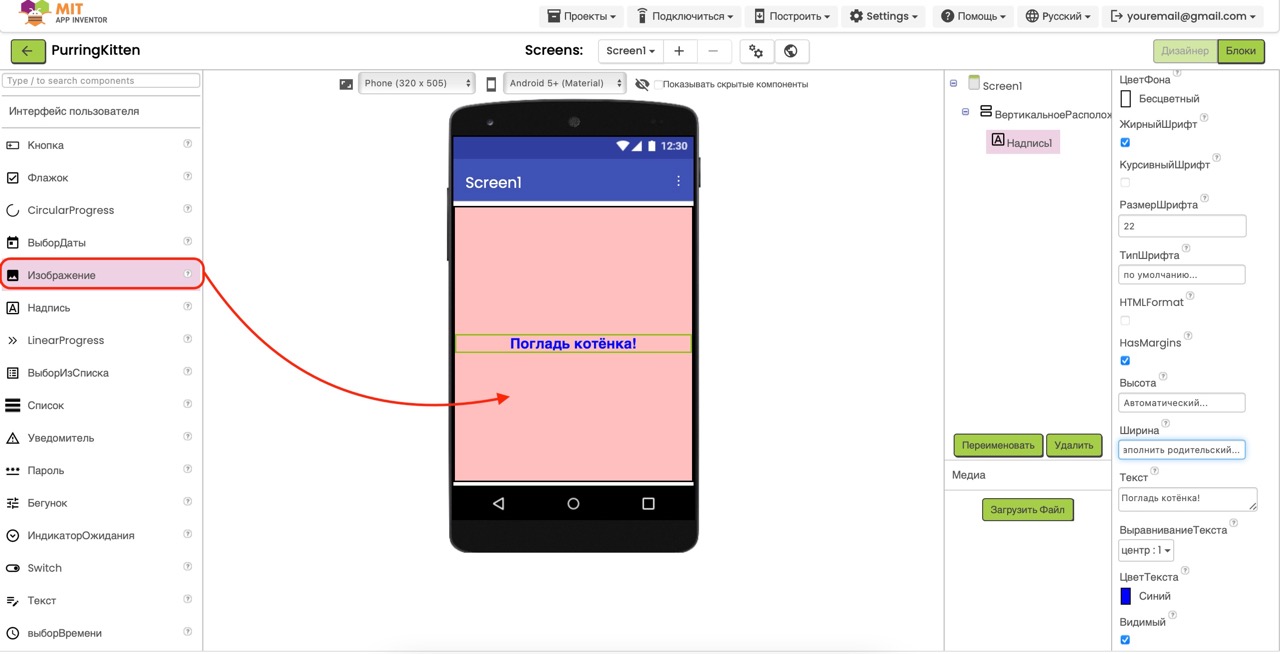 MIT
APP INVENTOR
Проекты
Подключиться
Построить
Settings
Помощь
Русский
youremail@gmail.com
PurringKitten
Screens:
Screen1
Дизайнер
Блоки
Type / to search components
Phone (320 x 505)
Android 5+ (Material)
Показывать скрытые компоненты
Интерфейс пользователя
Кнопка
Флажок
CircularProgress
ВыборДаты
Изображение
Надпись
LinearProgress
ВыборИзСписка
Список
Уведомитель
Пароль
Бегунок
ИндикаторОжидания
Switch
Текст
выборВремени
12:30
Screen1
Погладь котёнка!
Screen1
ВертикальноеРасполож
Надпись1
Переименовать
Удалить
Медиа
Загрузить Файл
ЦветФона
Бесцветный
ЖирныйШрифт
КурсивныйШрифт
РазмерШрифта
22
ТипШрифта
по умолчанию...
HTMLFormat
HasMargins
Высота
Автоматический...
Ширина
зполнить родительский...
Текст
Погладь котёнка!
ВыравниваниеТекста
центр : 1
ЦветТекста
Синий
Видимый